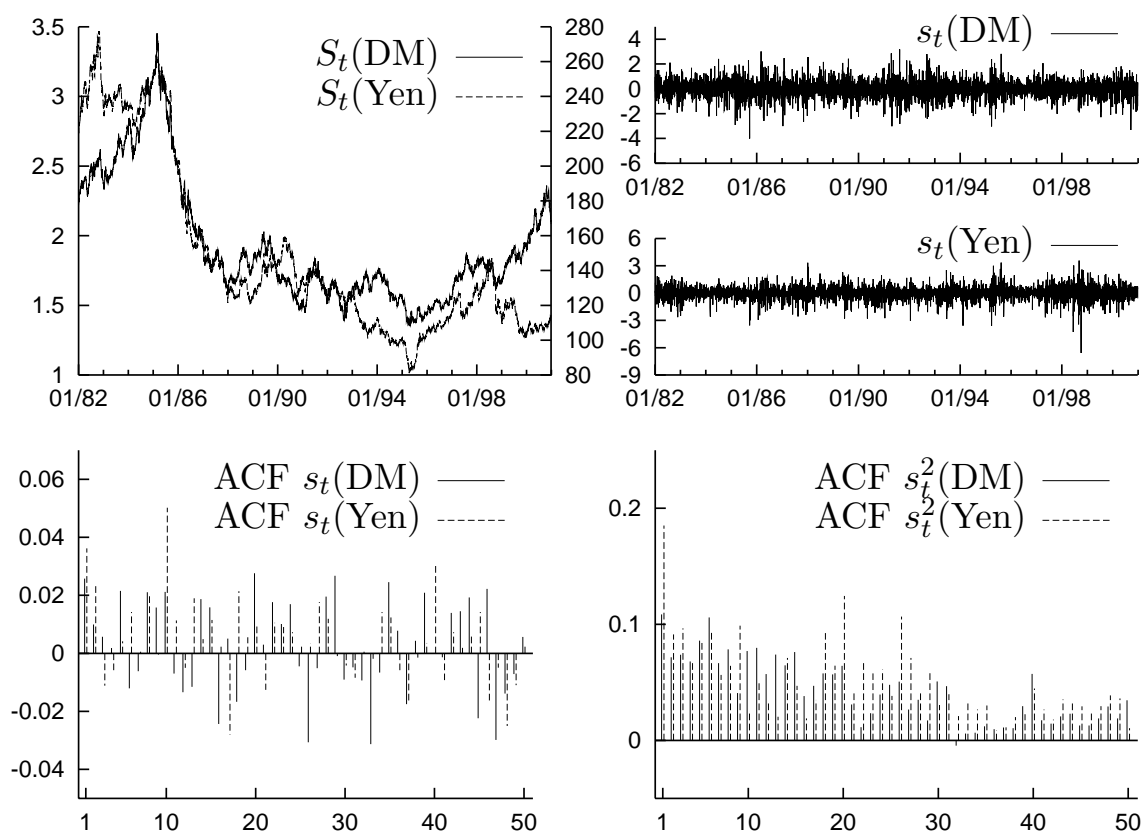 3.5
3
2.5
2
1.5
1
280
260
240
220
200
180
160
140
120
100
80
01/82 01/86 01/90 01/94 01/98
S_t(DM)
S_t(Yen)
s_t(DM)
4
2
0
-2
-4
-6
01/82 01/86 01/90 01/94 01/98
s_t(Yen)
6
3
0
-3
-6
-9
01/82 01/86 01/90 01/94 01/98
ACF s_t(DM)
ACF s_t(Yen)
0.06
0.04
0.02
0
-0.02
-0.04
1 10 20 30 40 50
ACF s_t^2(DM)
ACF s_t^2(Yen)
0.2
0.1
0
1 10 20 30 40 50